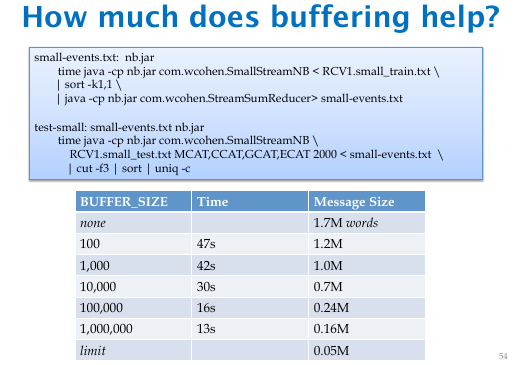 How much does buffering help?
small-events.txt: nb.jar
time java -cp nb.jar com.wcohen.SmallStreamNB < RCV1.small_train.txt \
| sort -k1,1 \
| java -cp nb.jar com.wcohen.StreamSumReducer> small-events.txt
test-small: small-events.txt nb.jar
time java -cp nb.jar com.wcohen.SmallStreamNB \
RCV1.small_test.txt MCAT,CCAT,GCAT,ECAT 2000 < small-events.txt \
| cut -f3 | sort | uniq -c
BUFFER_SIZE Time Message Size
none 1.7M words
100 47s 1.2M
1,000 42s 1.0M
10,000 30s 0.7M
100,000 16s 0.24M
1,000,000 13s 0.16M
limit 0.05M
54